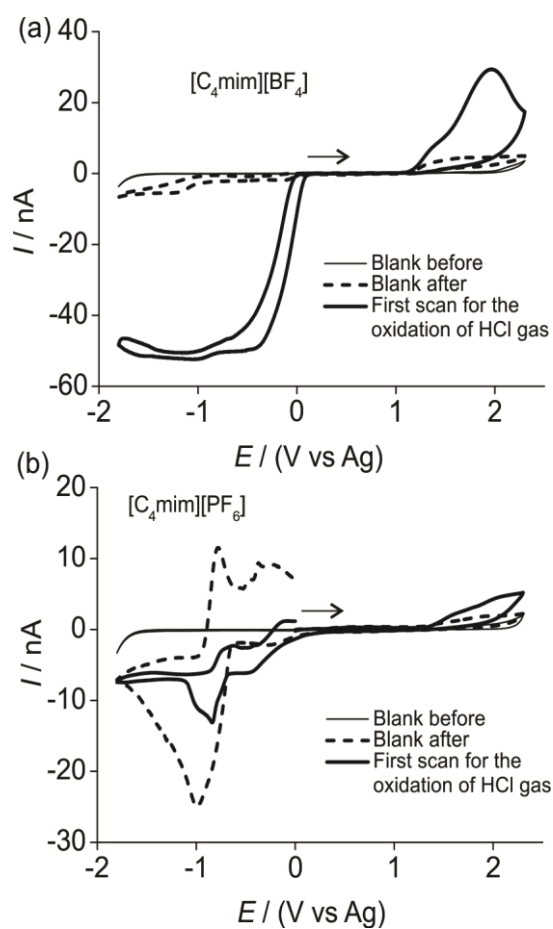 (a)
40
20
0
-20
-40
-60
I / nA
[C₄mim][BF₄]
Blank before
Blank after
First scan for the
oxidation of HCl gas
-2 -1 0 1 2
E / (V vs Ag)
(b)
20
10
0
-10
-20
-30
I / nA
[C₄mim][PF₆]
Blank before
Blank after
First scan for the
oxidation of HCl gas
-2 -1 0 1 2
E / (V vs Ag)